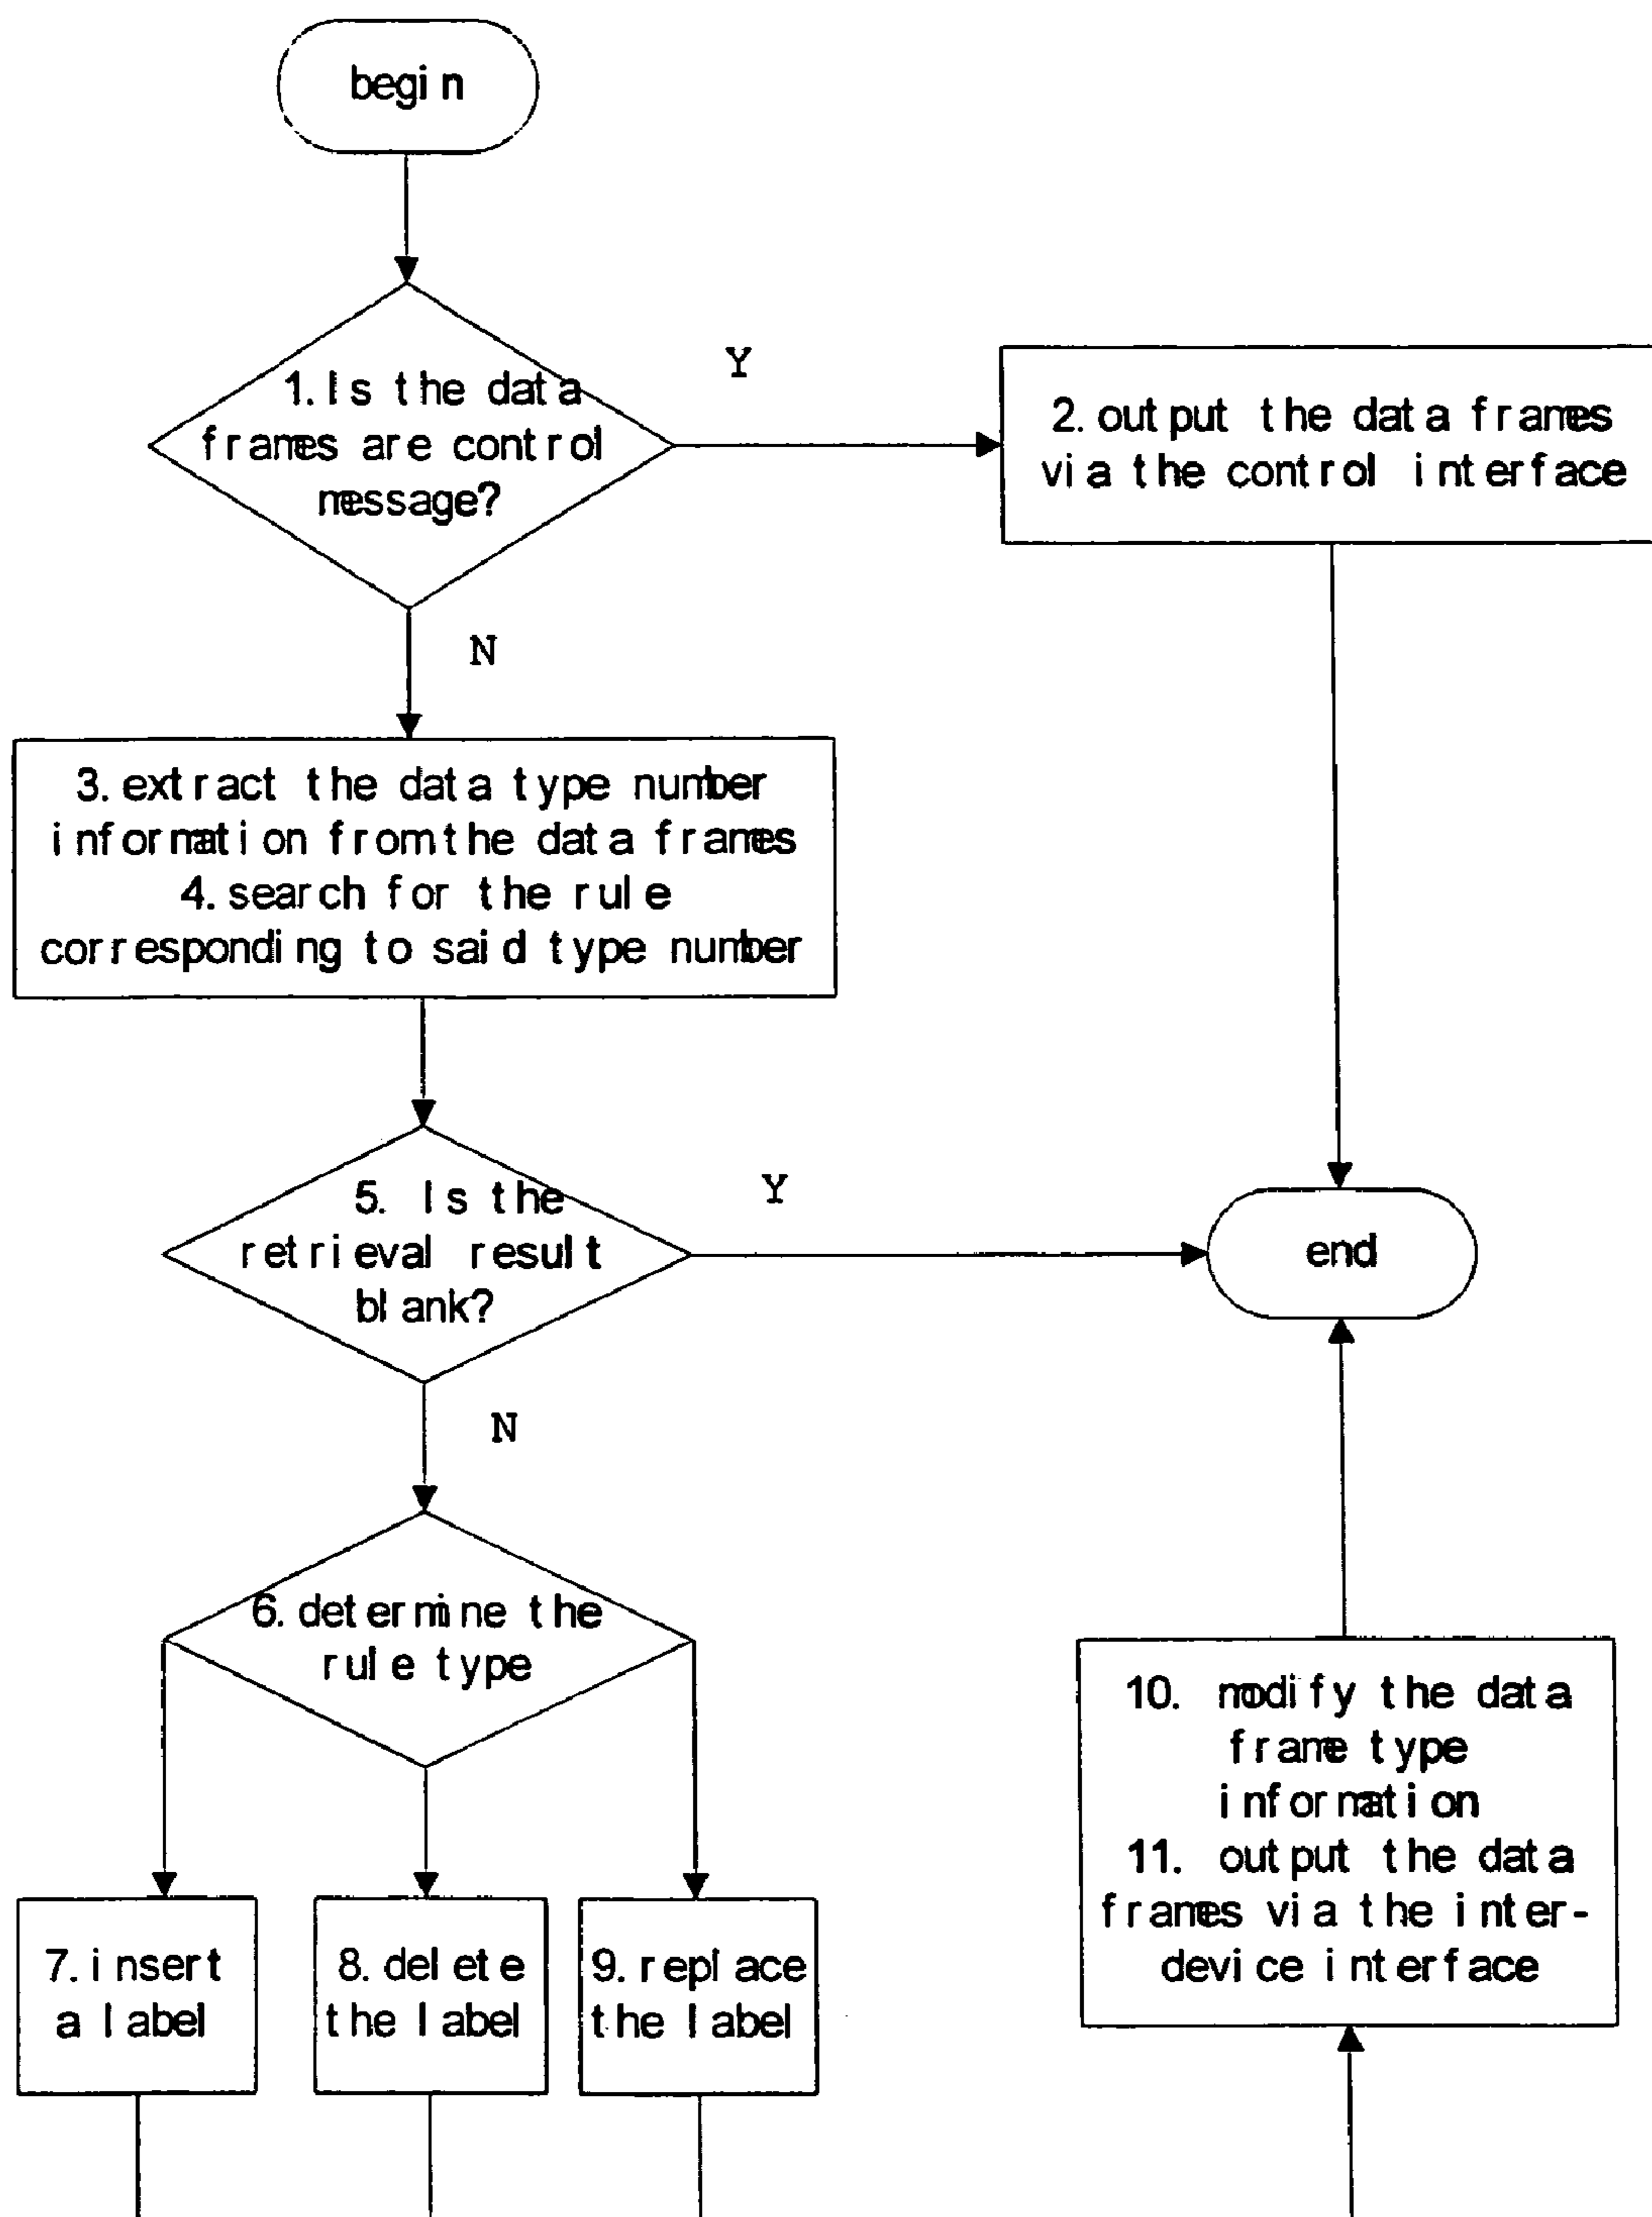 begin
1. Is the data
frames are control
message?
Y
2. output the data frames
via the control interface
N
3. extract the data type number
information from the data frames
4. search for the rule
corresponding to said type number
5. Is the
retrieval result
blank?
Y
end
N
6. determine the
rule type
7. insert
a label
8. delete
the label
9. replace
the label
10. modify the data
frame type
information
11. output the data
frames via the inter-
device interface